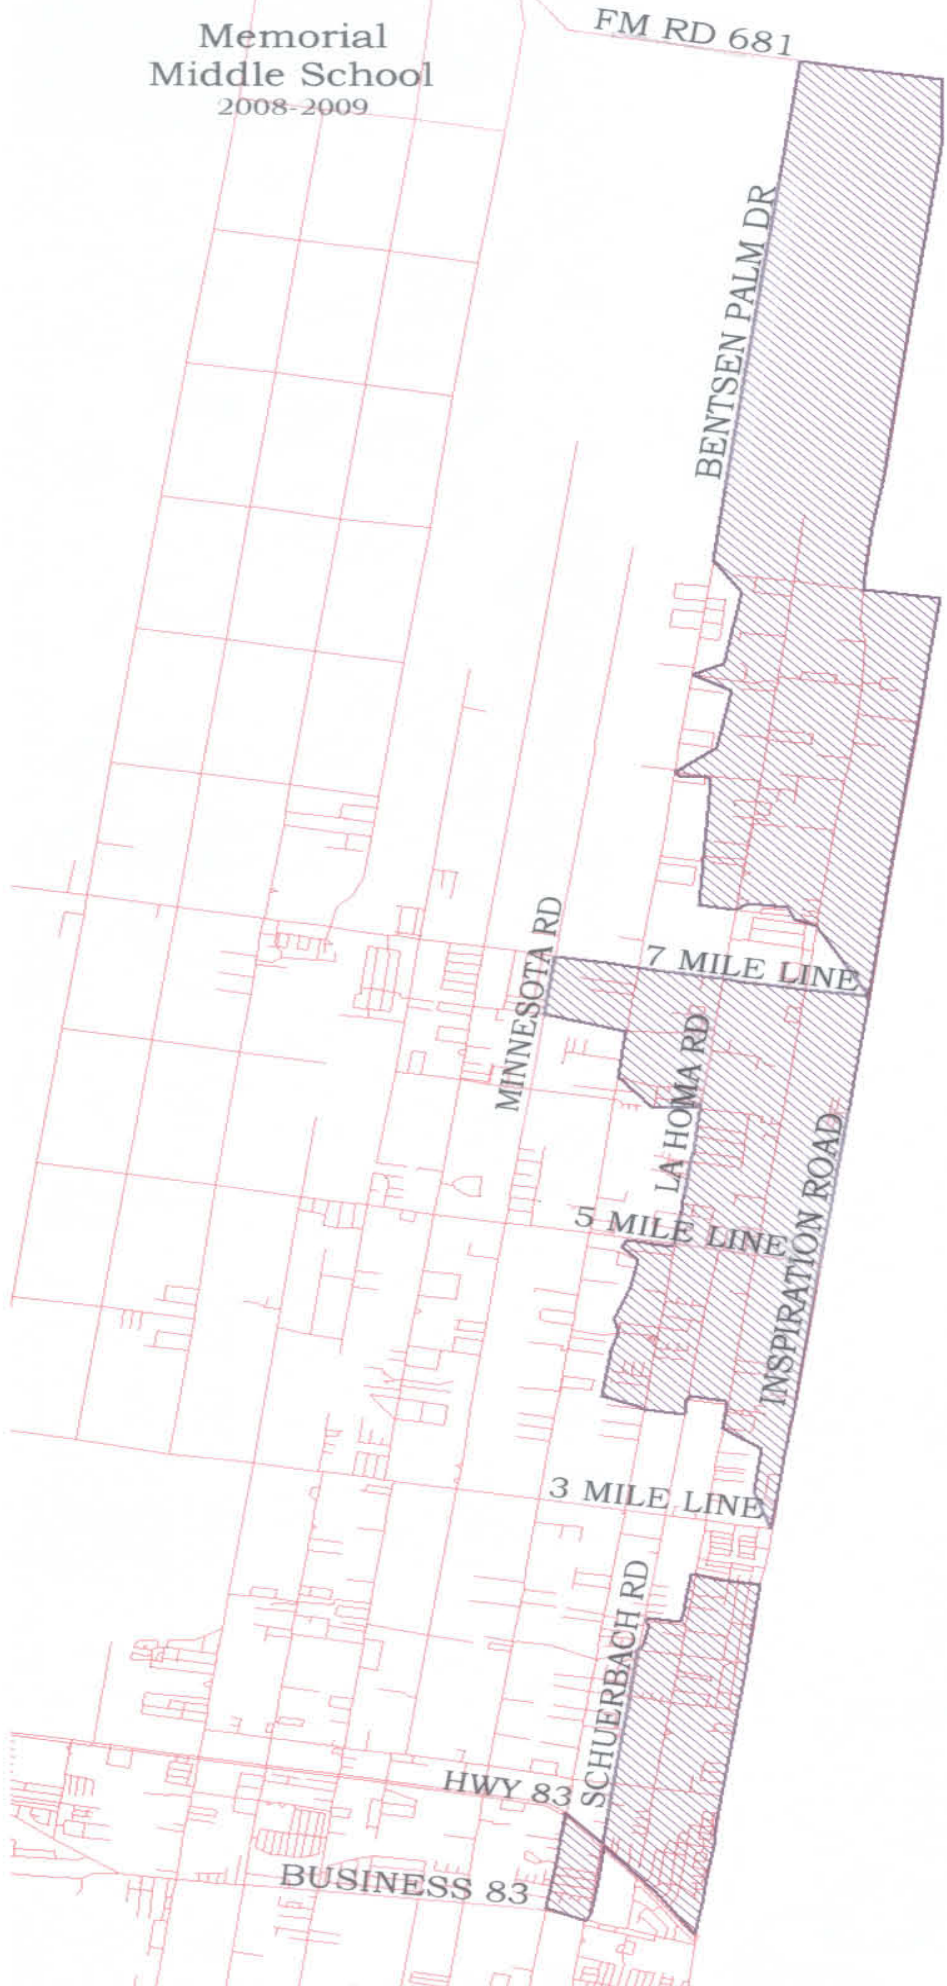 Memorial
Middle School
2008-2009
FM RD 681
BENTSEN PALM DR
MINNESOTA RD
7 MILE LINE
LA HOMA RD
5 MILE LINE
INSPIRATION ROAD
3 MILE LINE
SCHUERBACH RD
HWY 83
BUSINESS 83